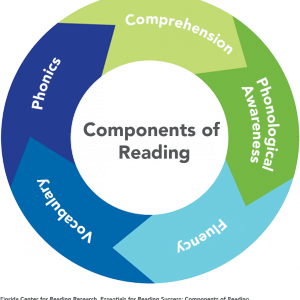 Components of
Reading
Comprehension
Phonological
Awareness
Fluency
Vocabulary
Phonics
Florida Center for Reading Research. Essentials for Reading Success: Components of Reading